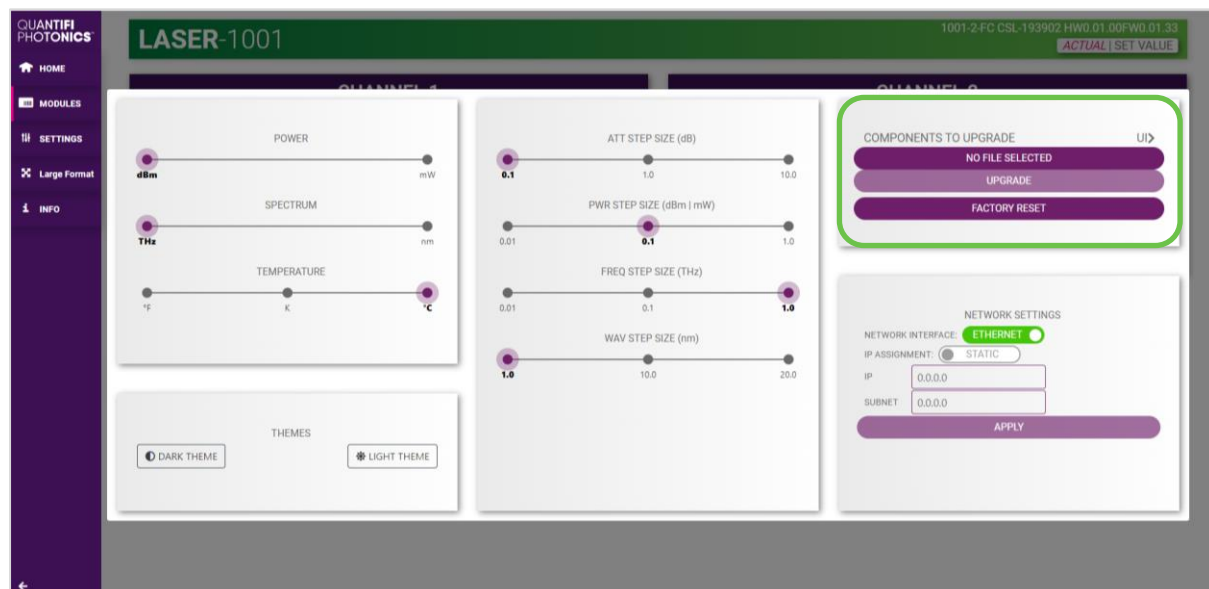 QUANTIFI
PHOTONICS
HOME
MODULES
SETTINGS
Large Format
INFO
LASER-1001
1001-2-FC CSL-193902 HW0.01.00FW0.01.33
ACTUAL | SET VALUE
POWER
dBm mW
SPECTRUM
THz nm
TEMPERATURE
°F K °C
THEMES
DARK THEME LIGHT THEME
ATT STEP SIZE (dB)
0.1 1.0 10.0
PWR STEP SIZE (dBm | mW)
0.01 0.1 1.0
FREQ STEP SIZE (THz)
0.01 0.1 1.0
WAV STEP SIZE (nm)
1.0 10.0 20.0
COMPONENTS TO UPGRADE UI>
NO FILE SELECTED
UPGRADE
FACTORY RESET
NETWORK SETTINGS
NETWORK INTERFACE: ETHERNET
IP ASSIGNMENT: STATIC
IP 0.0.0.0
SUBNET 0.0.0.0
APPLY